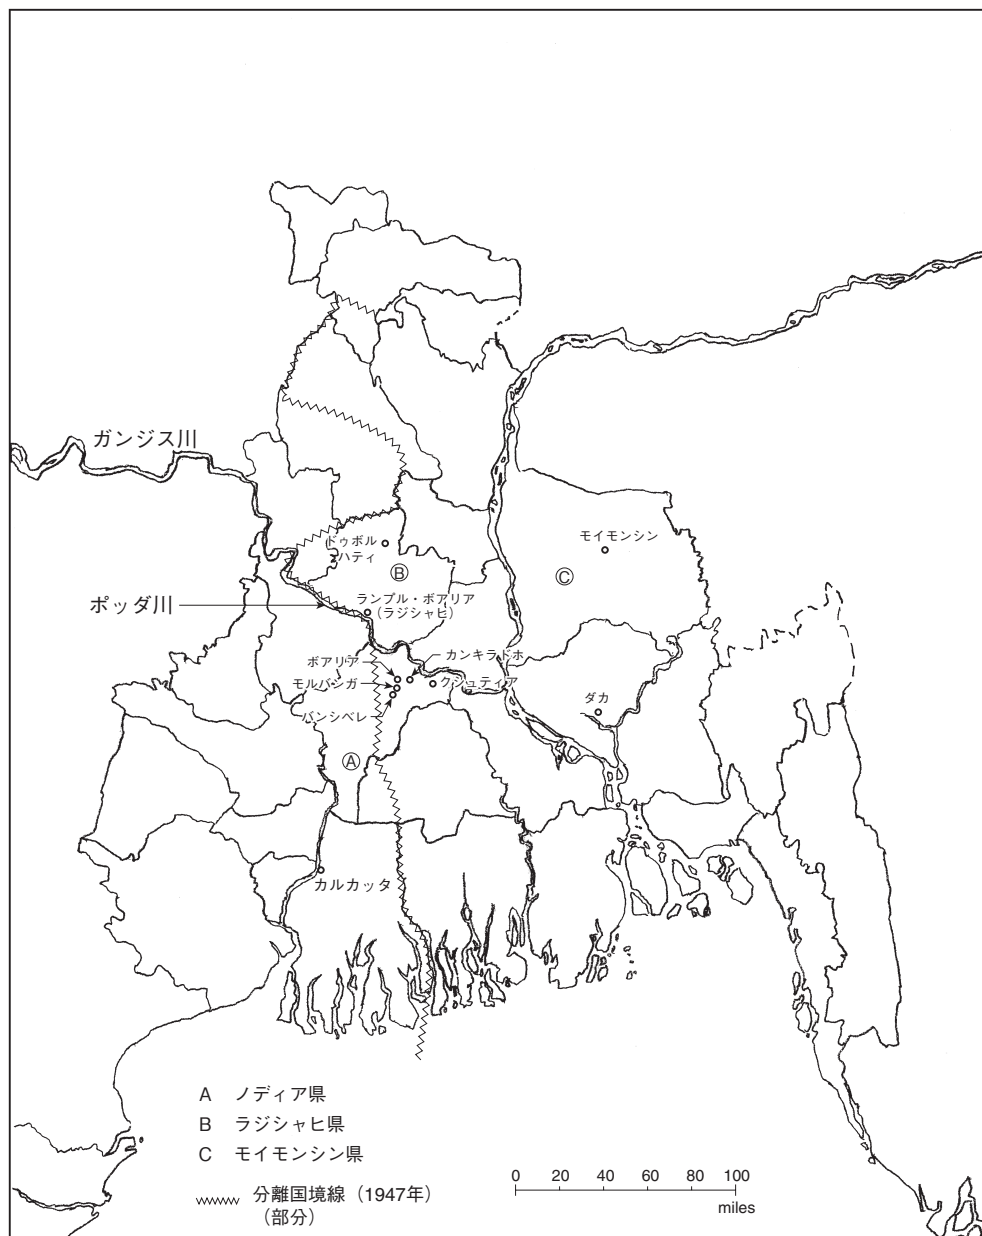 ガンジス川
モイモンシン
ドゥボル
ハティ
Ⓑ
Ⓒ
ポッダ川
ランプル・ボアリア
（ラジシャヒ）
ボアリア
カンキラドホ
モルバンガ
クシュティア
バンシベレ
ダカ
Ⓐ
カルカッタ
A ノディア県
B ラジシャヒ県
C モイモンシン県
分離国境線（1947年）
（部分）
0 20 40 60 80 100
miles